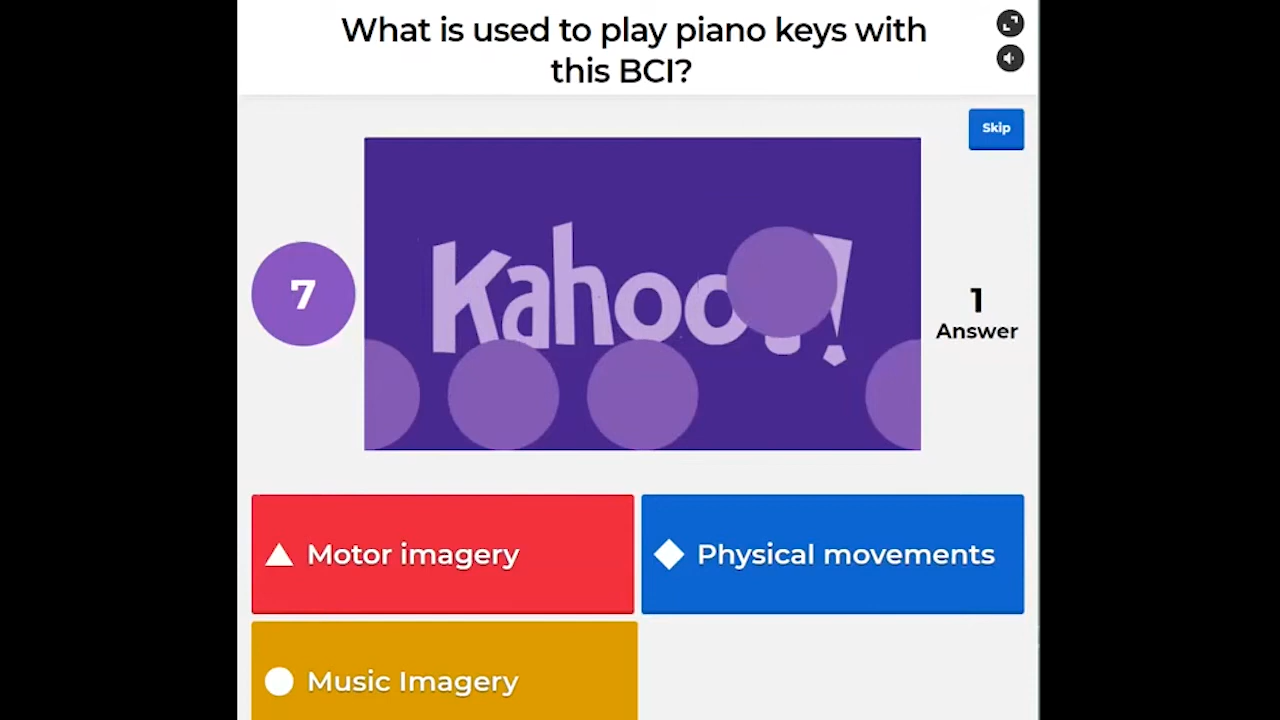 What is used to play piano keys with
this BCI?
Skip
7
Kahoo!
1
Answer
Motor imagery
Physical movements
Music Imagery